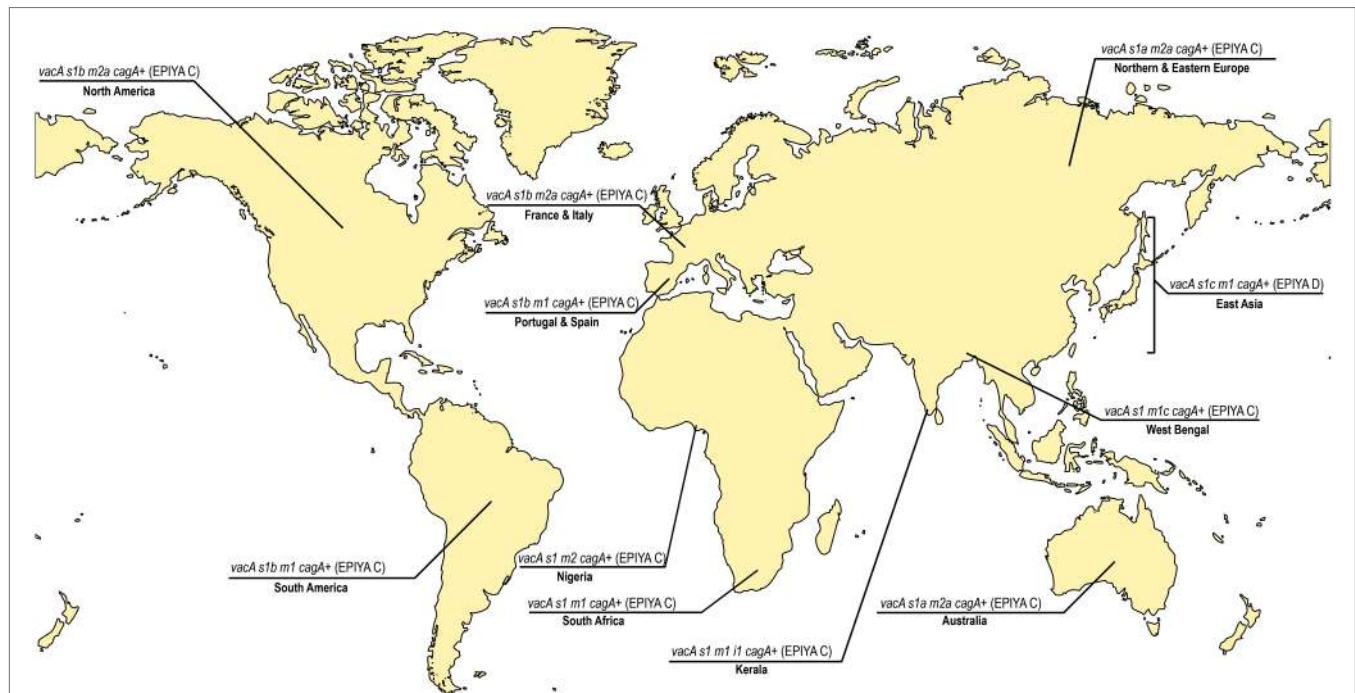 vacA s1a m2a cagA+ (EPIYA C)
Northern & Eastern Europe
vacA s1b m2a cagA+ (EPIYA C)
North America
vacA s1b m2a cagA+ (EPIYA C)
France & Italy
vacA s1c m1 cagA+ (EPIYA D)
East Asia
vacA s1b m1 cagA+ (EPIYA C)
Portugal & Spain
vacA s1 m1c cagA+ (EPIYA C)
West Bengal
vacA s1 m2 cagA+ (EPIYA C)
Nigeria
vacA s1b m1 cagA+ (EPIYA C)
South America
vacA s1 m1 cagA+ (EPIYA C)
South Africa
vacA s1a m2a cagA+ (EPIYA C)
Australia
vacA s1 m1 i1 cagA+ (EPIYA C)
Kerala